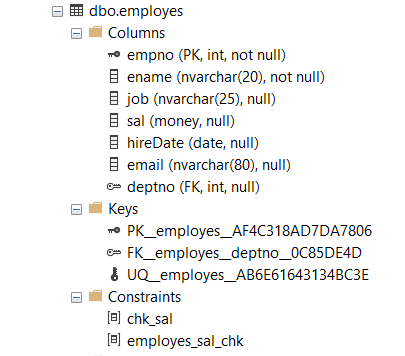 dbo.employes
Columns
empno (PK, int, not null)
ename (nvarchar(20), not null)
job (nvarchar(25), null)
sal (money, null)
hireDate (date, null)
email (nvarchar(80), null)
deptno (FK, int, null)
Keys
PK__employes__AF4C318AD7DA7806
FK__employes__deptno__0C85DE4D
UQ__employes__AB6E61643134BC3E
Constraints
chk_sal
employes_sal_chk